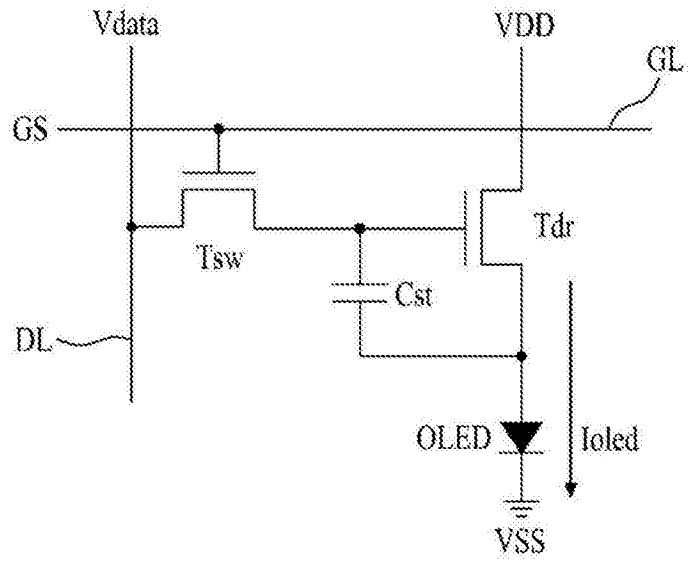 Vdata
VDD
GL
GS
Tdr
Tsw
Cst
DL
OLED
Ioled
VSS